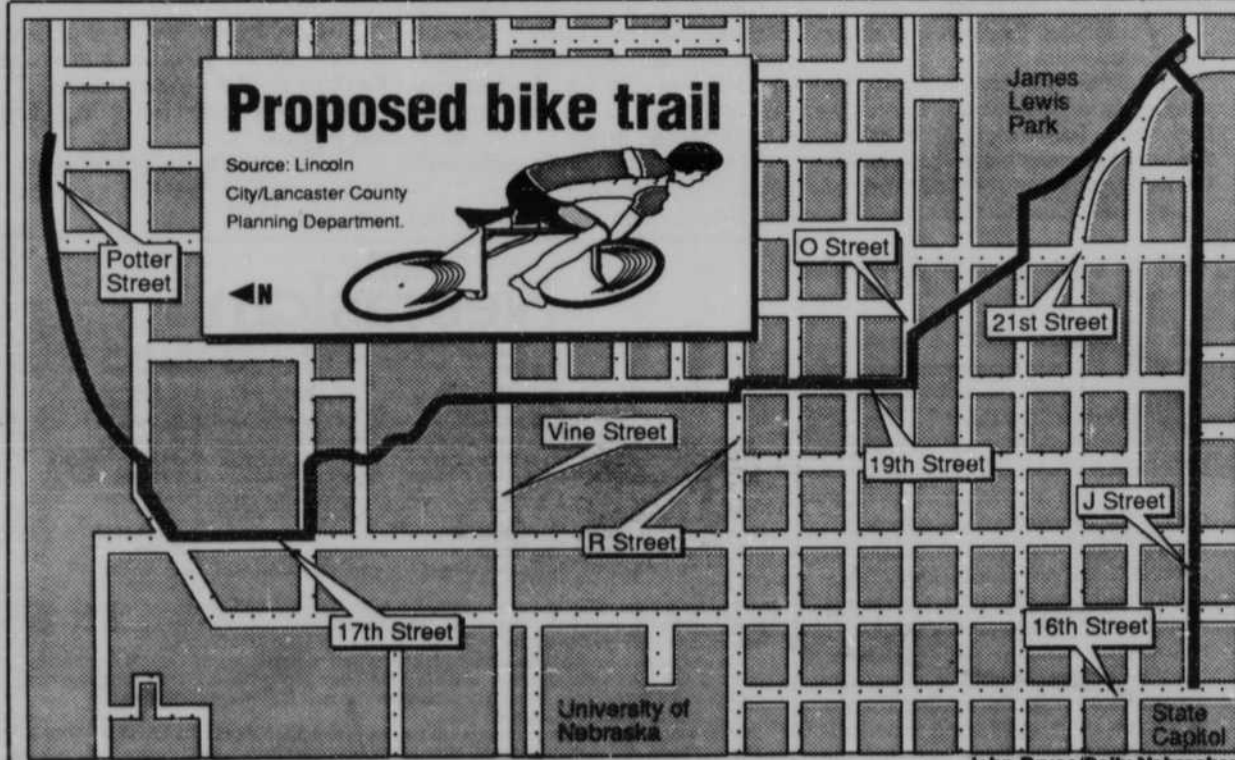 Proposed bike trail
Source: Lincoln
City/Lancaster County
Planning Department.
N
James
Lewis
Park
Potter
Street
O Street
21st Street
Vine Street
19th Street
R Street
J Street
17th Street
16th Street
University of
Nebraska
State
Capitol